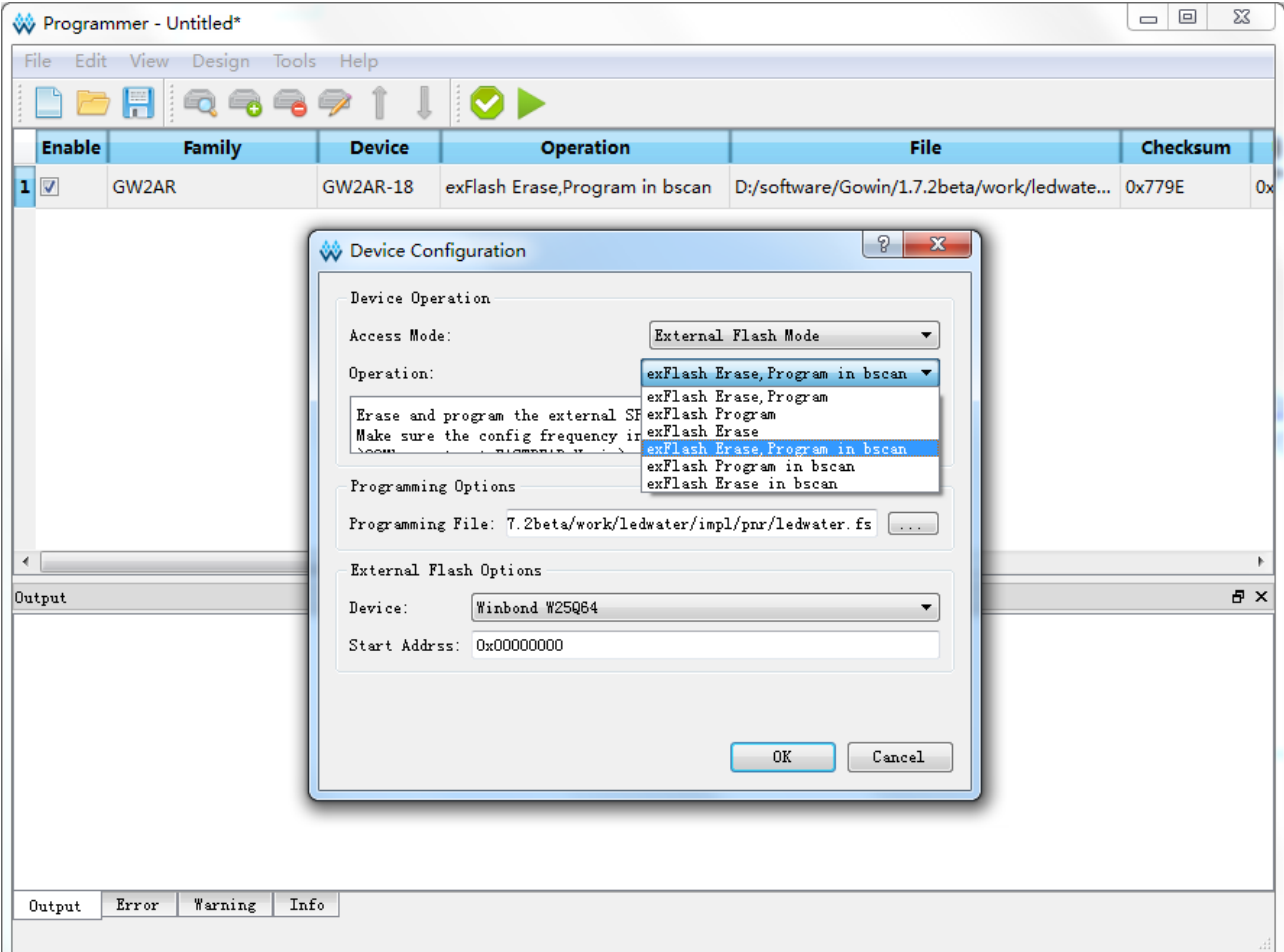 Programmer - Untitled*
File Edit View Design Tools Help
Enable Family Device Operation File Checksum
1 GW2AR GW2AR-18 exFlash Erase,Program in bscan D:/software/Gowin/1.7.2beta/work/ledwate... 0x779E 0x
Device Configuration
Device Operation
Access Mode: External Flash Mode
Operation: exFlash Erase,Program in bscan
exFlash Erase,Program
exFlash Program
exFlash Erase
exFlash Erase,Program in bscan
exFlash Program in bscan
exFlash Erase in bscan
Erase and program the external SP
Make sure the config frequency in
Programming Options
Programming File: 7.2beta/work/ledwater/impl/pnr/ledwater.fs ...
External Flash Options
Device: Winbond W25Q64
Start Addrss: 0x00000000
OK Cancel
Output
Output Error Warning Info